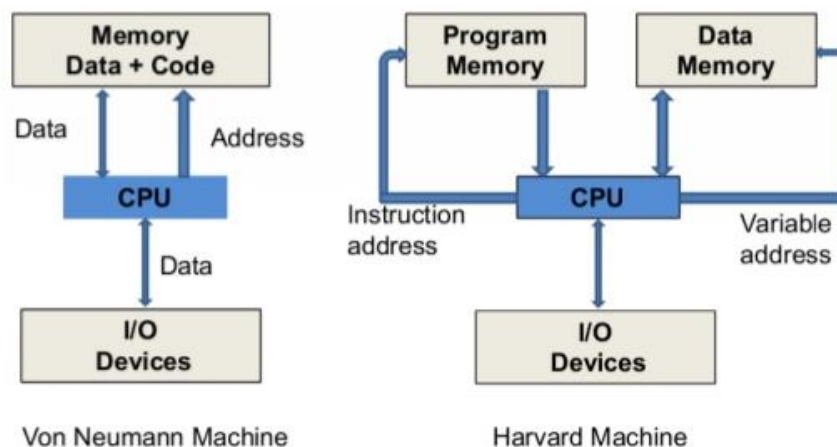 Memory
Data + Code
Data
Address
CPU
Data
I/O
Devices
Von Neumann Machine
Program
Memory
Data
Memory
CPU
Instruction
address
Variable
address
I/O
Devices
Harvard Machine